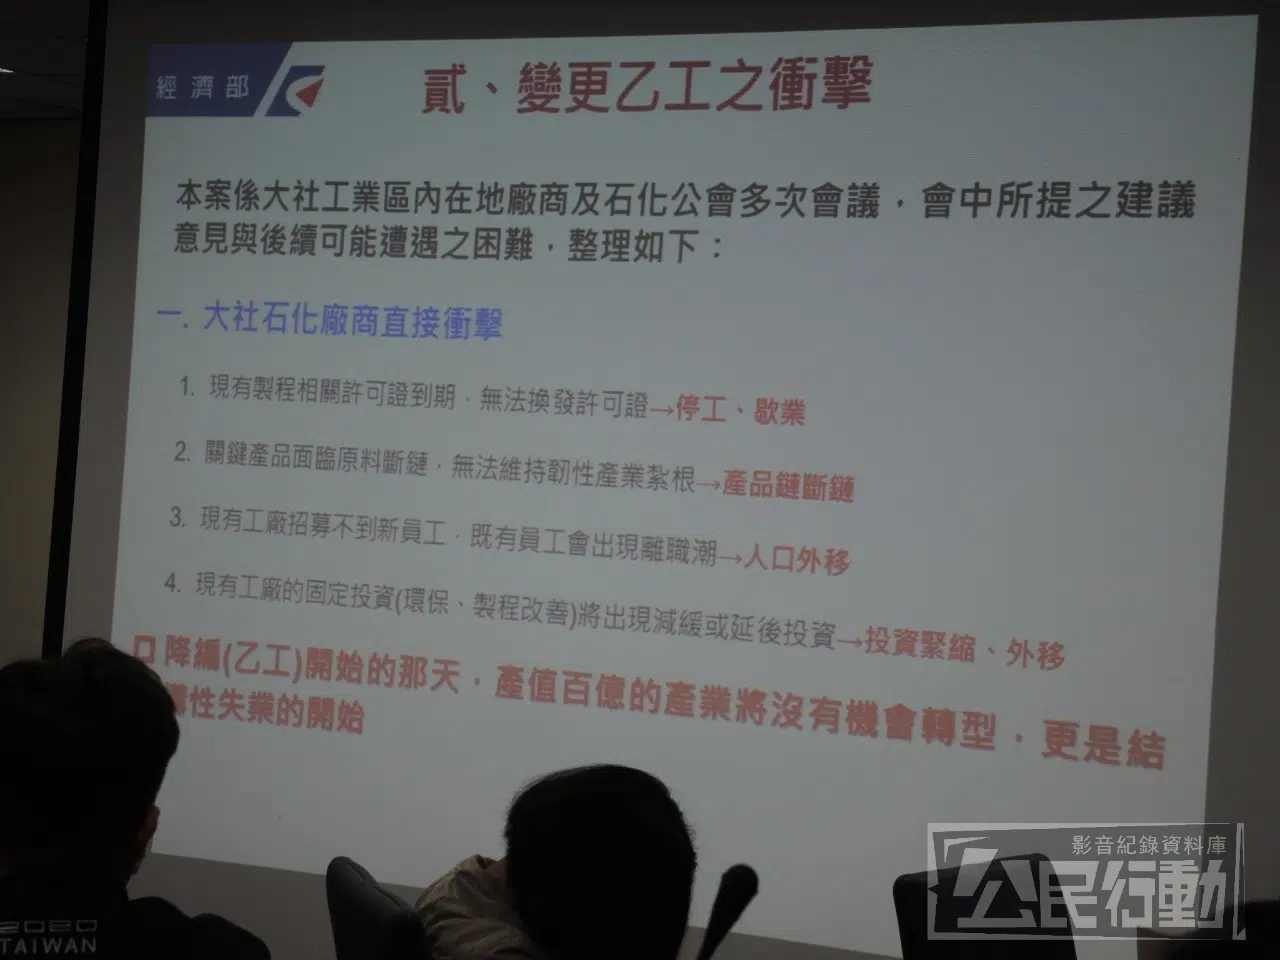 經濟部
貳、變更乙工之衝擊
本案係大社工業區內在地廠商及石化公會多次會議，會中所提之建議
意見與後續可能遭遇之困難，整理如下：
一. 大社石化廠商直接衝擊
1. 現有製程相關許可證到期，無法換發許可證→停工、歇業
2. 關鍵產品面臨原料斷鏈，無法維持韌性產業紮根→產品鏈斷鏈
3. 現有工廠招募不到新員工，既有員工會出現離職潮→人口外移
4. 現有工廠的固定投資(環保、製程改善)將出現減緩或延後投資→投資緊縮、外移
降編(乙工)開始的那天，產值百億的產業將沒有機會轉型，更是結
性失業的開始
影音紀錄資料庫
公民行動
2020
TAIWAN